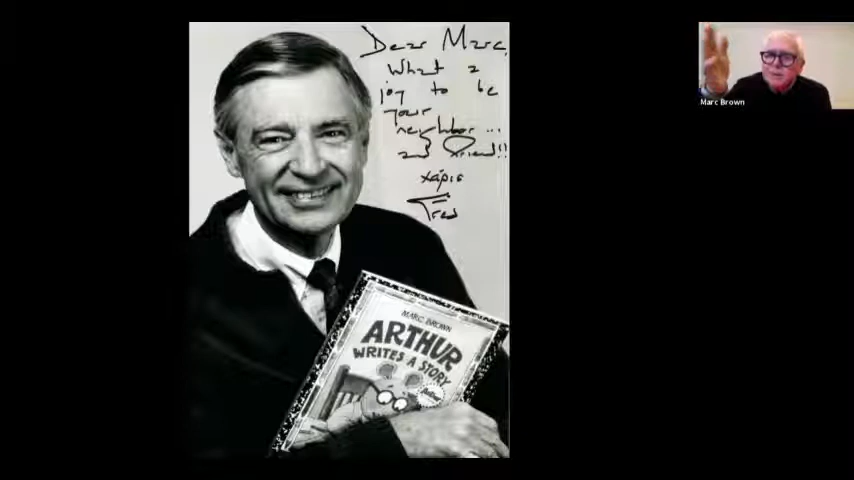 Dear Marc,
What a
joy to be
your
neighbor...
and friend!!
χάρις
Fred
MARC BROWN
ARTHUR
WRITES A STORY
Marc Brown